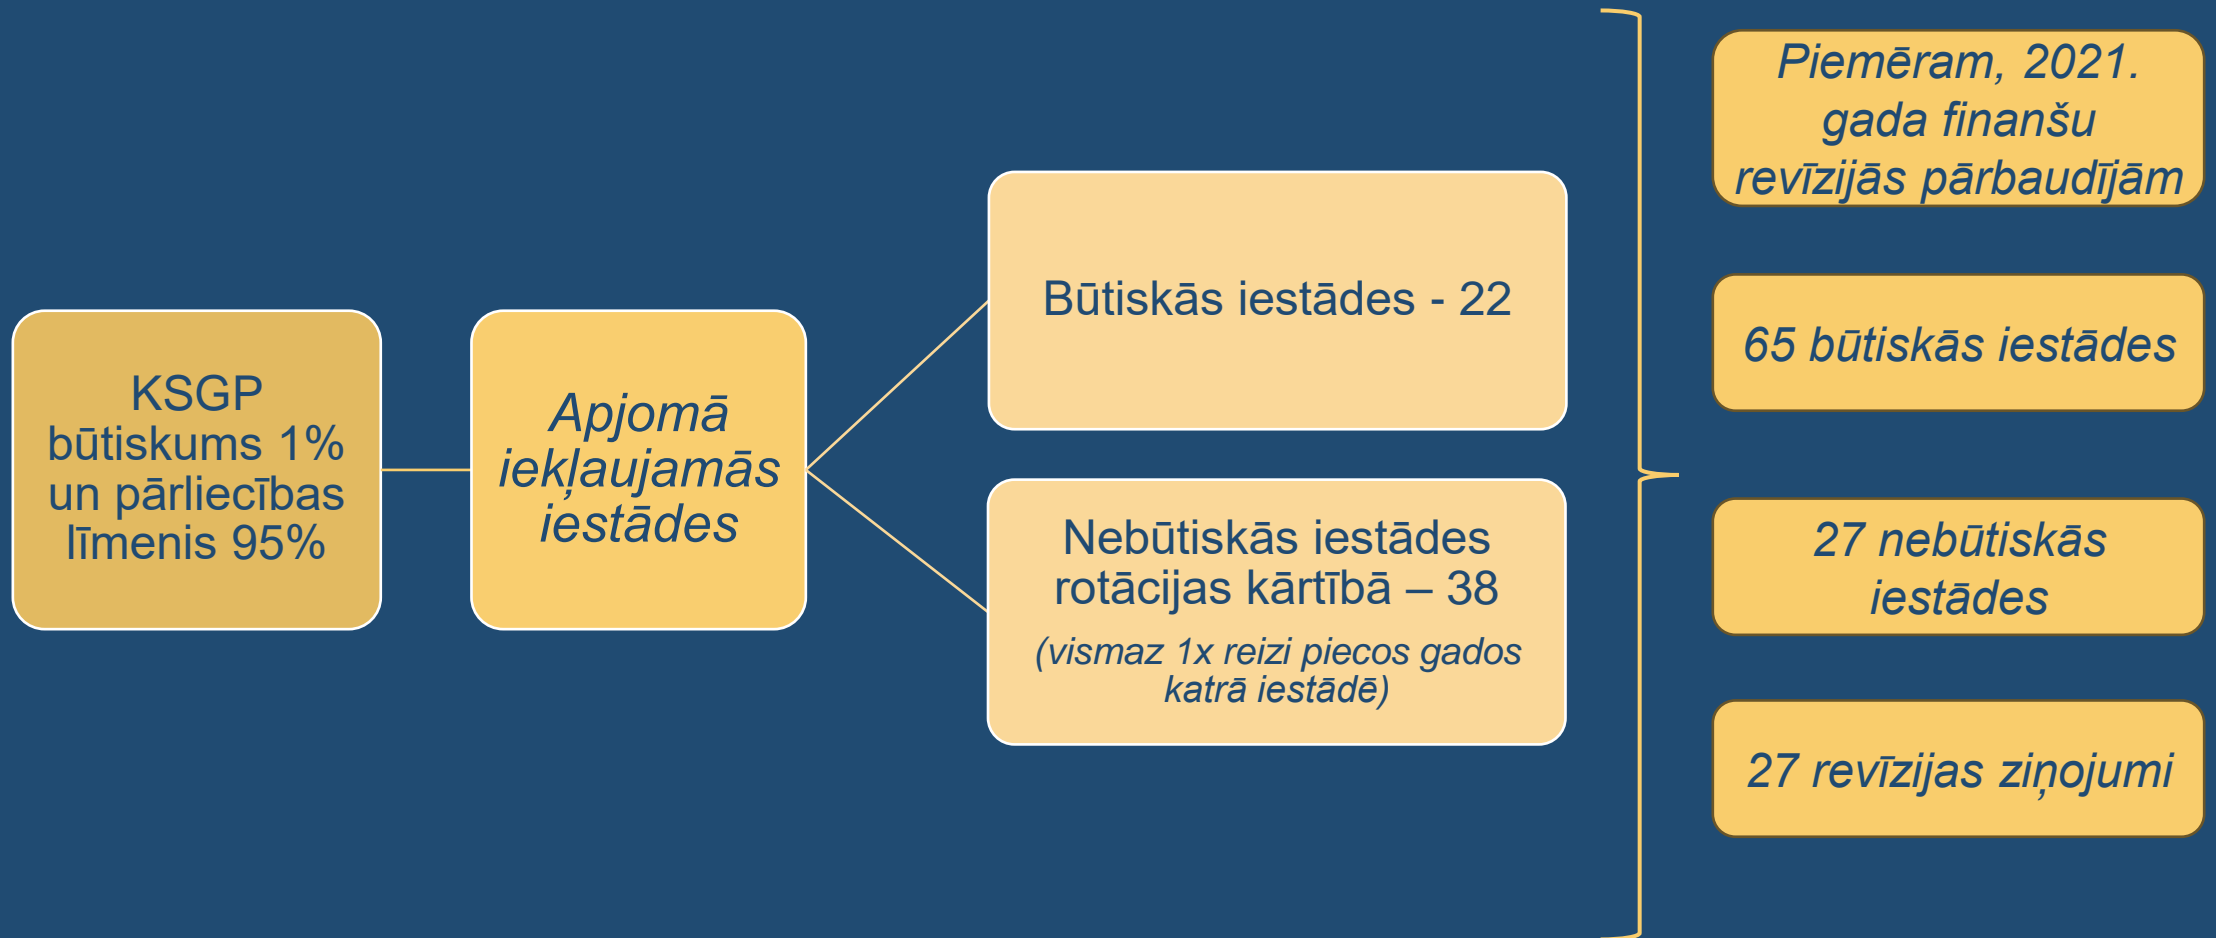 KSGP
būtiskums 1%
un pārliecības
līmenis 95%
Apjomā
iekļaujamās
iestādes
Būtiskās iestādes - 22
Nebūtiskās iestādes
rotācijas kārtībā – 38
(vismaz 1x reizi piecos gados
katrā iestādē)
Piemēram, 2021.
gada finanšu
revīzijās pārbaudījām
65 būtiskās iestādes
27 nebūtiskās
iestādes
27 revīzijas ziņojumi